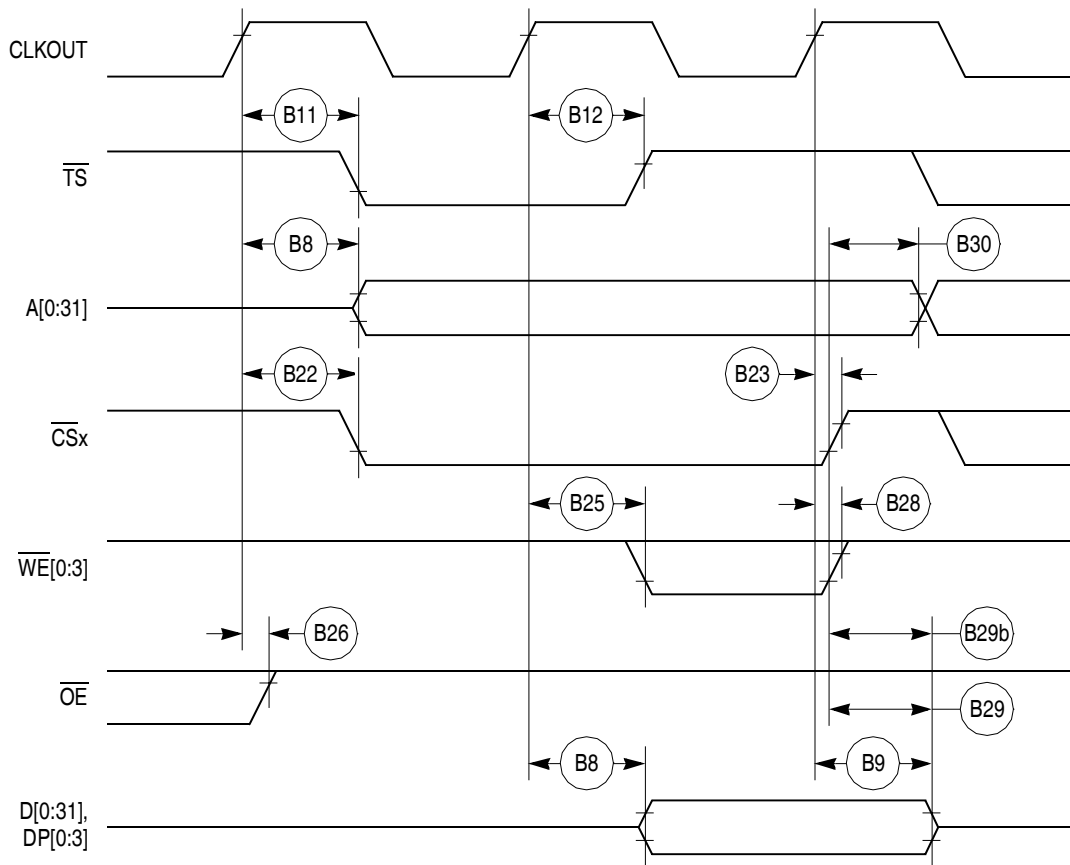 CLKOUT
B11
B12
TS
B8
B30
A[0:31]
B22
B23
CSx
B25
B28
WE[0:3]
B26
B29b
OE
B29
B8
B9
D[0:31],
DP[0:3]